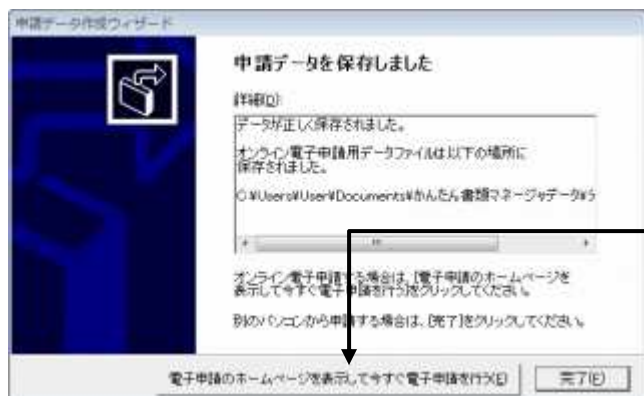 申請データ作成ウィザード
申請データを保存しました
詳細(D):
データが正しく保存されました。
オンライン電子申請用データファイルは以下の場所に
保存されました。
C:¥Users¥User¥Documents¥かんたん書類マネージャデータ¥ラ
オンライン電子申請する場合は、[電子申請のホームページを
表示して今すぐ電子申請を行う]をクリックしてください。
別のパソコンから申請する場合は、[完了]をクリックしてください。
電子申請のホームページを表示して今すぐ電子申請を行う(E)
完了(E)